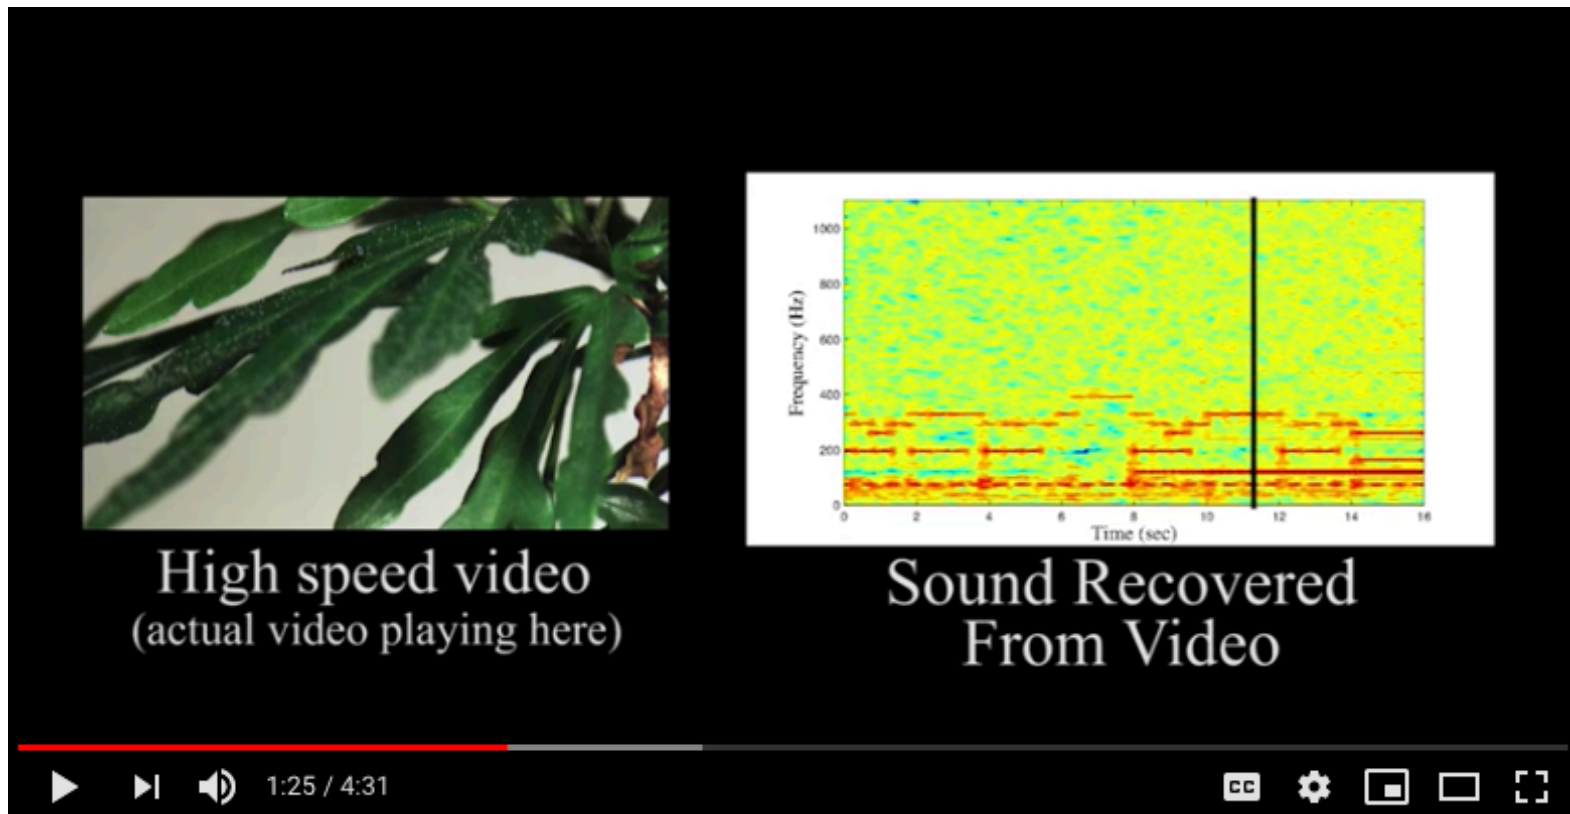 High speed video
(actual video playing here)
1000
800
600
400
200
0
Frequency (Hz)
0 2 4 6 8 10 12 14 16
Time (sec)
Sound Recovered
From Video
1:25 / 4:31
CC